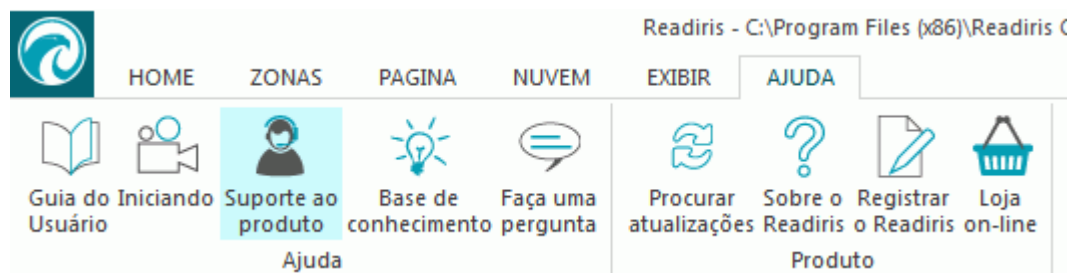 Readiris - C:\Program Files (x86)\Readiris
HOME ZONAS PAGINA NUVEM EXIBIR AJUDA
Guia do Usuário
Iniciando
Suporte ao produto
Base de conhecimento
Faça uma pergunta
Procurar atualizações
Sobre o Readiris
Registrar o Readiris
Loja on-line
Ajuda
Produto